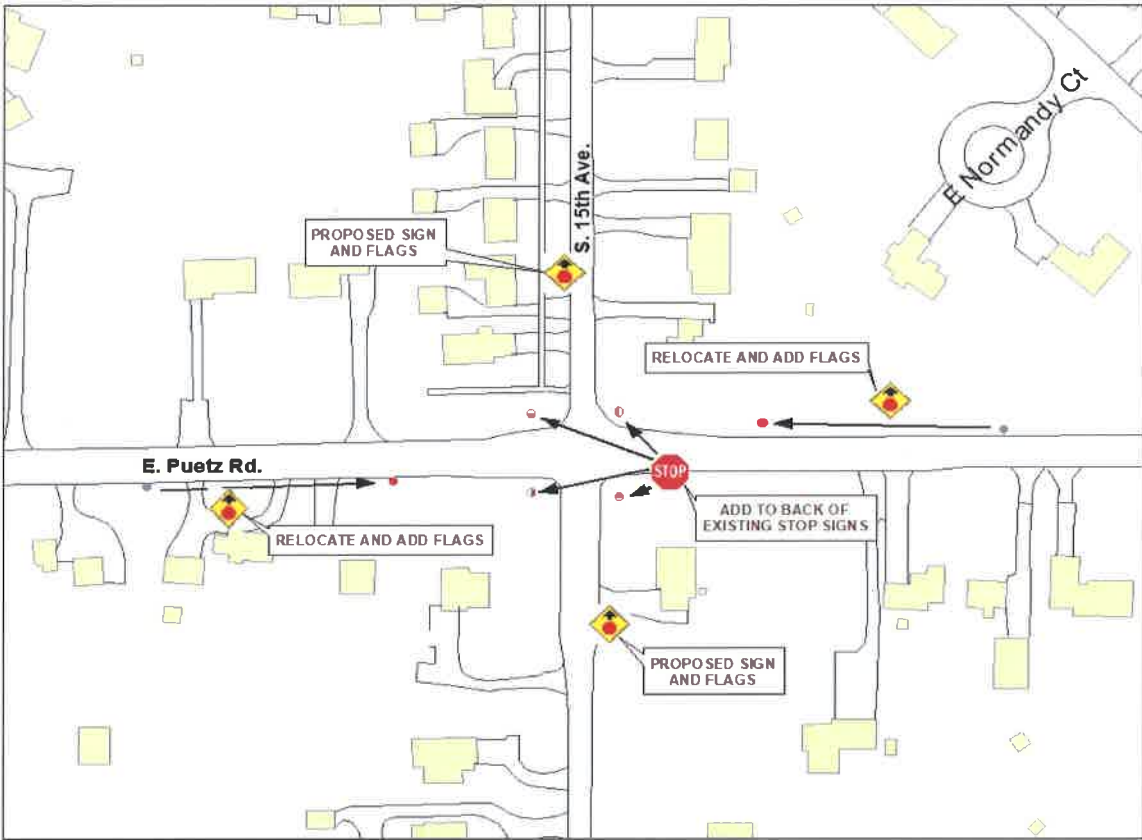 E Normandy Ct
S. 15th Ave.
PROPOSED SIGN
AND FLAGS
RELOCATE AND ADD FLAGS
E. Puetz Rd.
STOP
ADD TO BACK OF
EXISTING STOP SIGNS
RELOCATE AND ADD FLAGS
PROPOSED SIGN
AND FLAGS